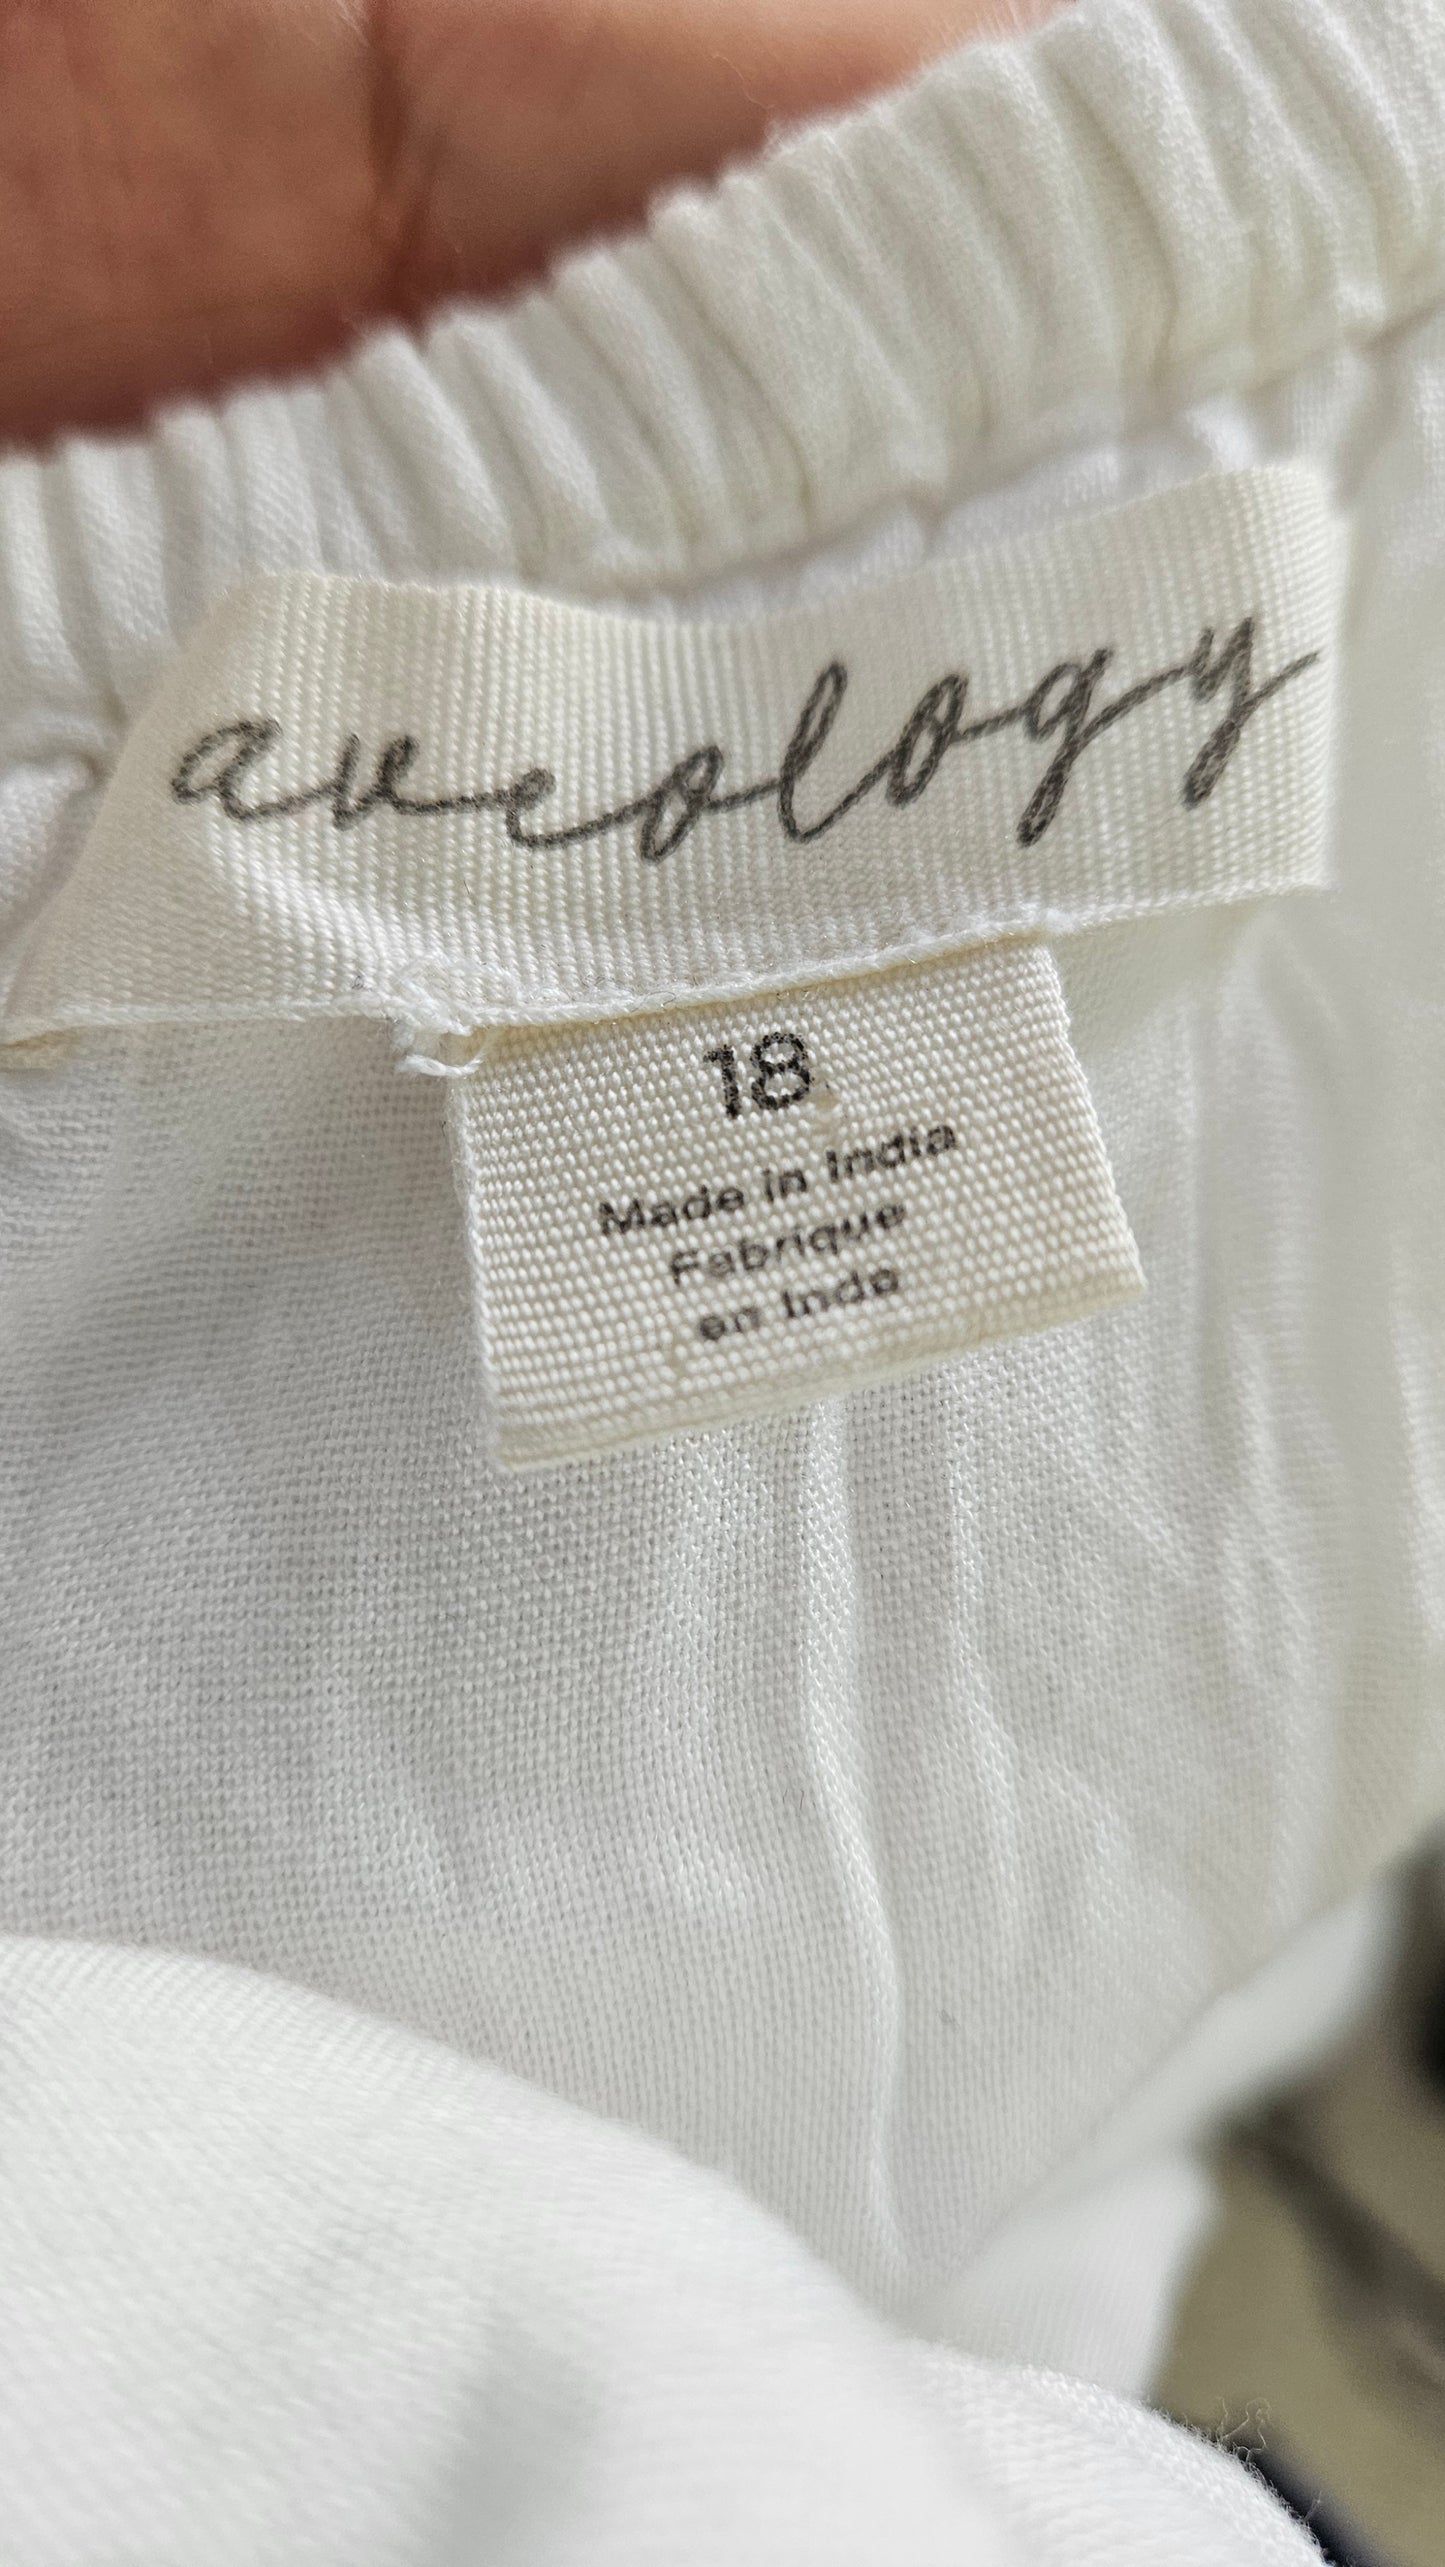 aveology
18
Made in India
Fabrique
en Inde